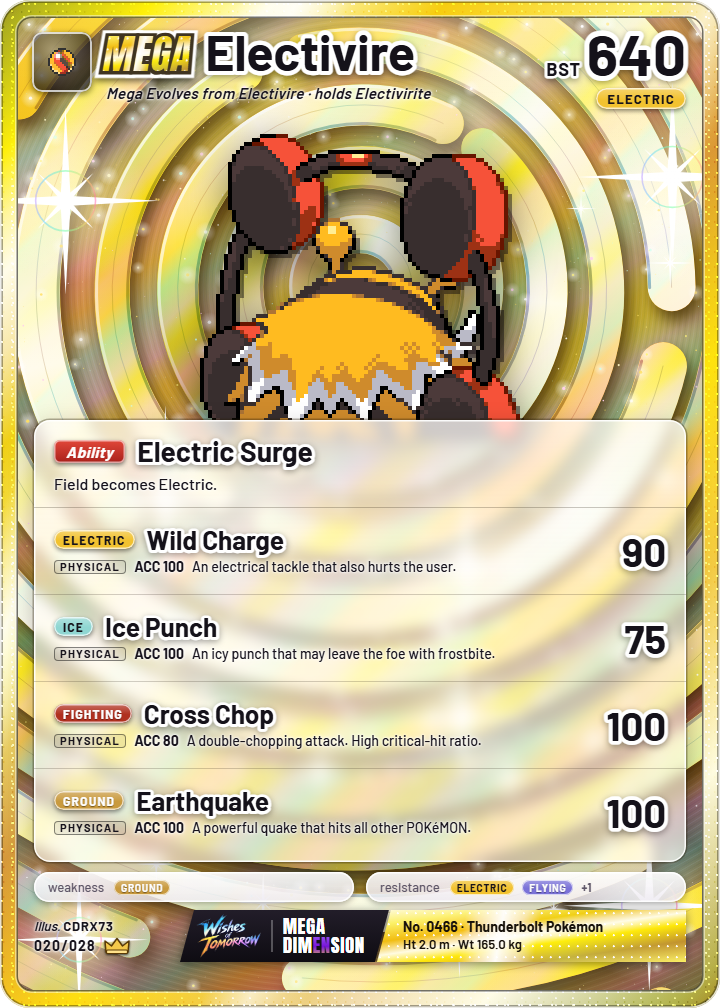 MEGA Electivire
BST 640
Mega Evolves from Electivire · holds Electivirite
ELECTRIC
Ability Electric Surge
Field becomes Electric.
ELECTRIC Wild Charge
PHYSICAL ACC 100 An electrical tackle that also hurts the user.
90
ICE Ice Punch
PHYSICAL ACC 100 An icy punch that may leave the foe with frostbite.
75
FIGHTING Cross Chop
PHYSICAL ACC 80 A double-chopping attack. High critical-hit ratio.
100
GROUND Earthquake
PHYSICAL ACC 100 A powerful quake that hits all other POKéMON.
100
weakness GROUND
resistance ELECTRIC FLYING +1
Illus. CDRX73
020/028
Wishes of Tomorrow
MEGA DIMENSION
No. 0466 · Thunderbolt Pokémon
Ht 2.0 m · Wt 165.0 kg